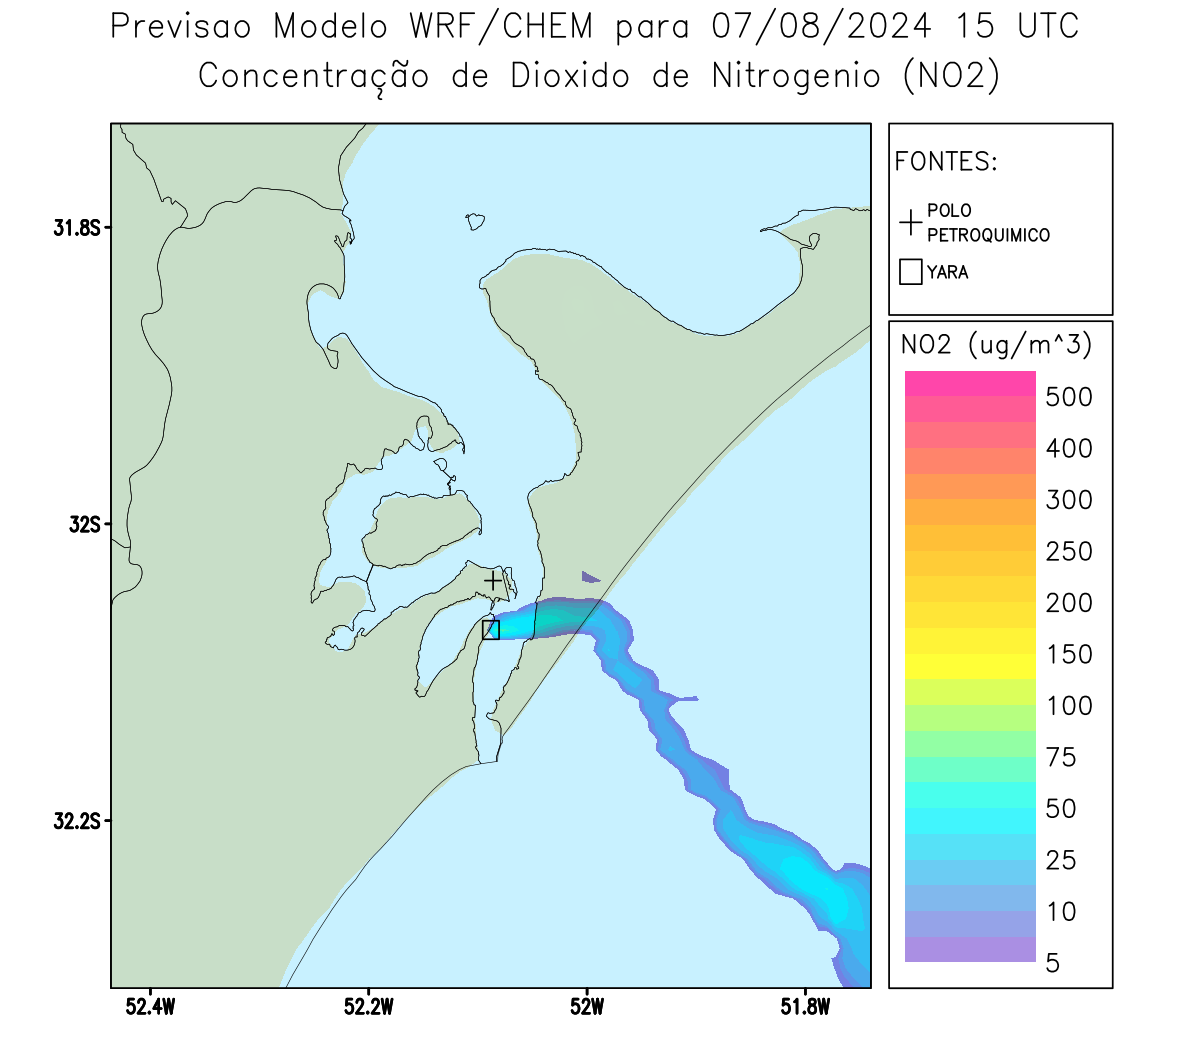 Previsao Modelo WRF/CHEM para 07/08/2024 15 UTC
Concentração de Dioxido de Nitrogenio (NO2)
FONTES:
POLO
PETROQUIMICO
YARA
NO2 (ug/m^3)
500
400
300
250
200
150
100
75
50
25
10
5
31.8S
32S
32.2S
52.4W
52.2W
52W
51.8W